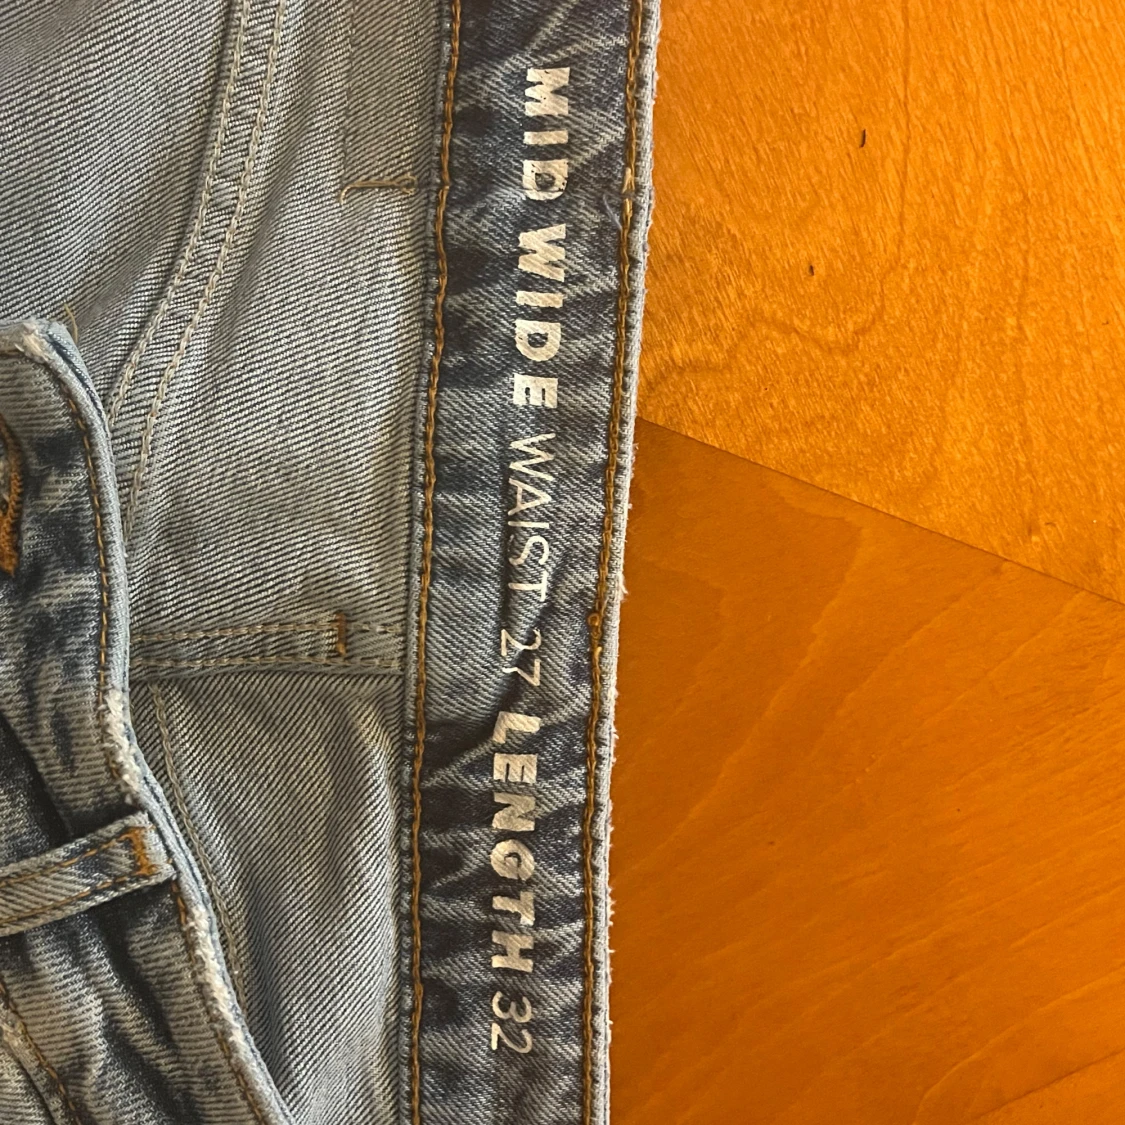 MID WIDE WAIST 27 LENGTH 32